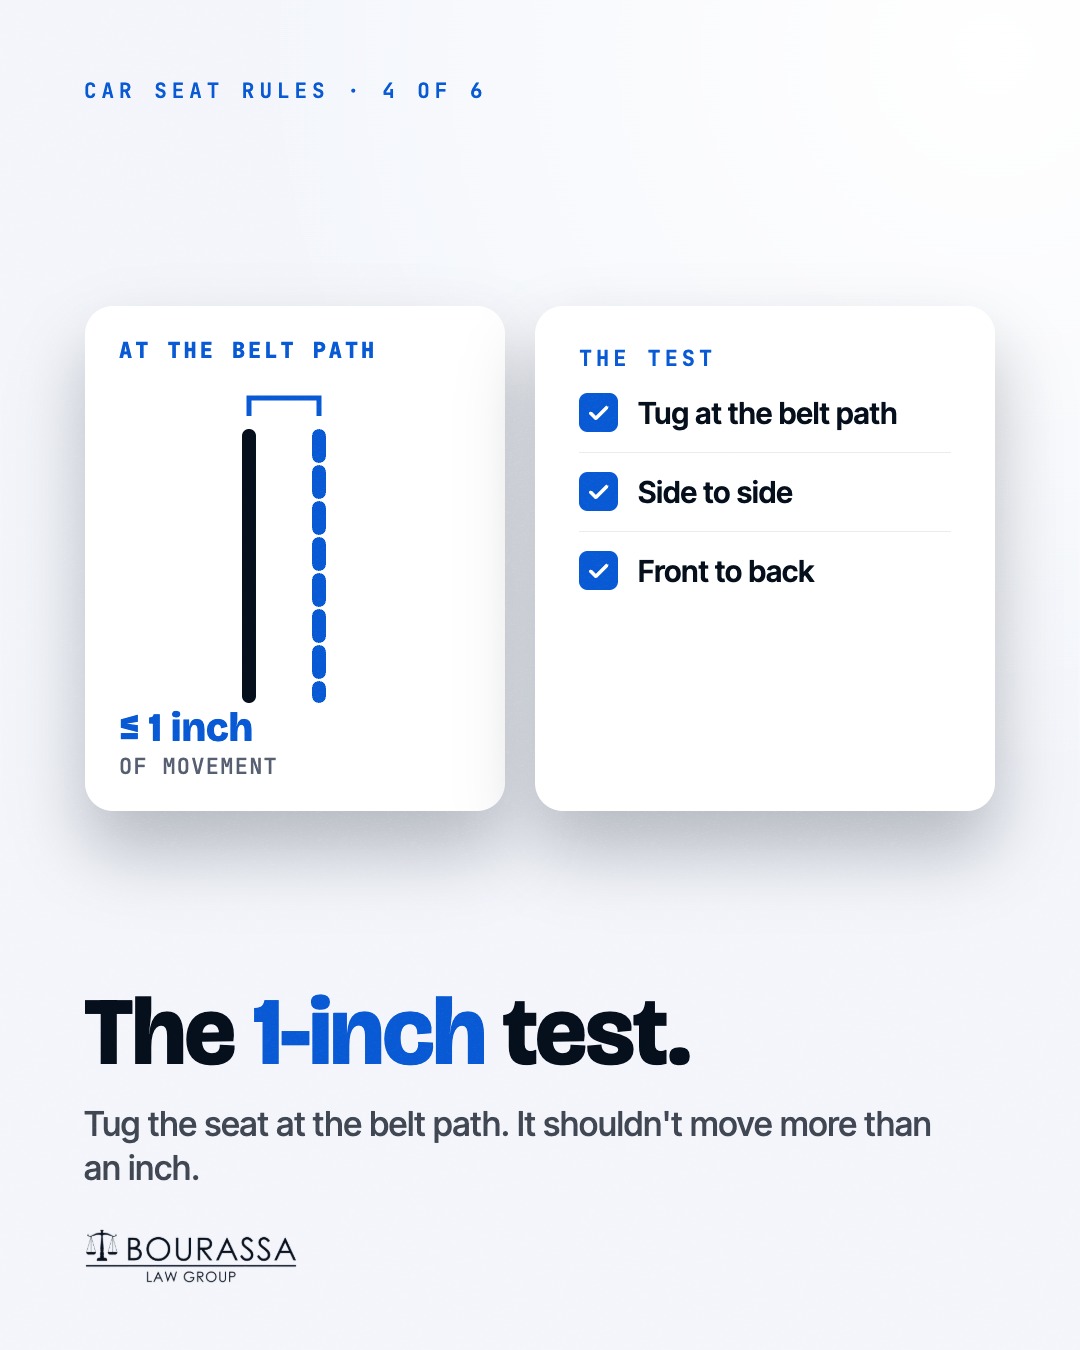 CAR SEAT RULES · 4 OF 6
AT THE BELT PATH
≤ 1 inch
OF MOVEMENT
THE TEST
Tug at the belt path
Side to side
Front to back
The 1-inch test.
Tug the seat at the belt path. It shouldn't move more than
an inch.
BOURASSA
LAW GROUP